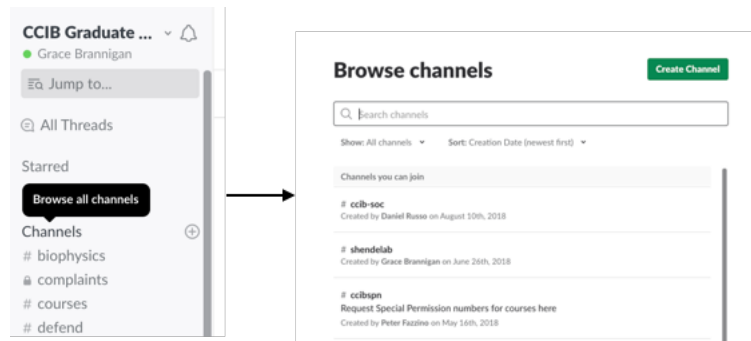 CCIB Graduate ...
Grace Brannigan
Jump to...
All Threads
Starred
Browse all channels
Channels
# biophysics
complaints
# courses
# defend
Browse channels
Create Channel
Search channels
Show: All channels Sort: Creation Date (newest first)
Channels you can join
# ccib-soc
Created by Daniel Russo on August 10th, 2018
# shendelab
Created by Grace Brannigan on June 26th, 2018
# ccibspn
Request Special Permission numbers for courses here
Created by Peter Fazzino on May 16th, 2018